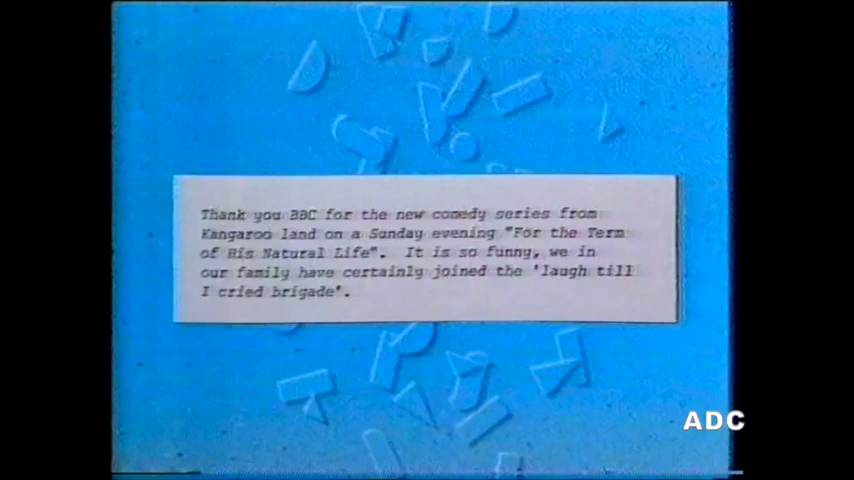 Thank you BBC for the new comedy series from
Kangaroo land on a Sunday evening "For the Term
of His Natural Life". It is so funny, we in
our family have certainly joined the 'laugh till
I cried brigade'.
ADC